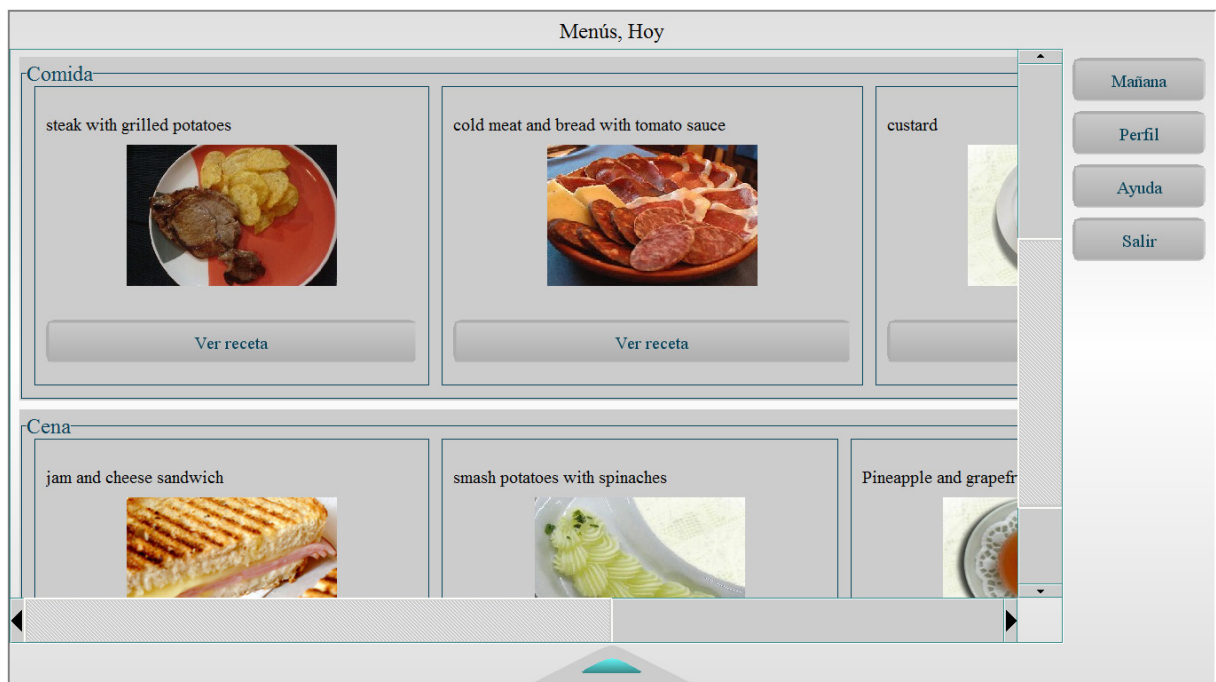 Menús, Hoy
Comida
steak with grilled potatoes
cold meat and bread with tomato sauce
custard
Ver receta
Ver receta
Cena
jam and cheese sandwich
smash potatoes with spinaches
Pineapple and grapefr
Mañana
Perfil
Ayuda
Salir